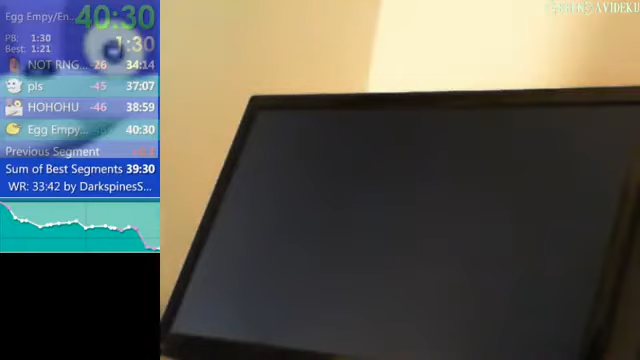 Egg Empy/En... 40:30
PB: 1:30
Best: 1:21
1:30
NOT RNG... -26 34:14
pls -45 37:07
HOHOHU -46 38:59
Egg Empy... 40:30
Previous Segment
Sum of Best Segments 39:30
WR: 33:42 by DarkspinesS...